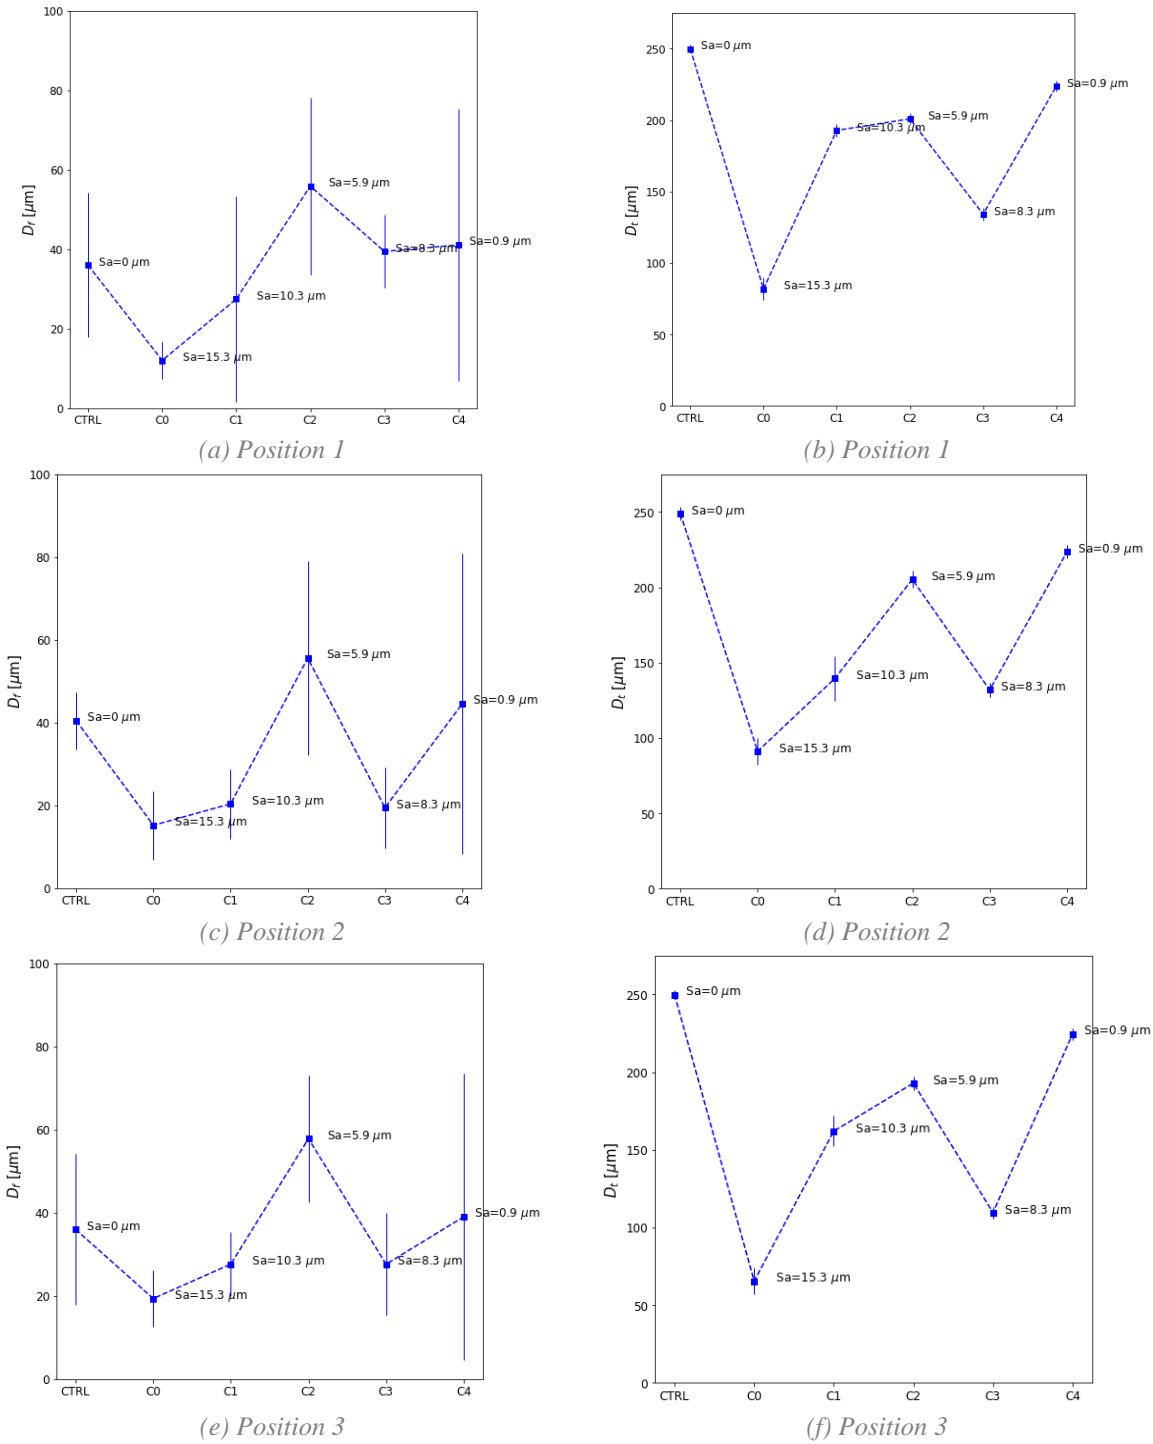 100
80
60
40
20
0
D_f [μm]
Sa=0 μm
Sa=15.3 μm
Sa=10.3 μm
Sa=5.9 μm
Sa=8.3 μm
Sa=0.9 μm
CTRL C0 C1 C2 C3 C4
(a) Position 1
250
200
150
100
50
0
D_t [μm]
Sa=0 μm
Sa=15.3 μm
Sa=10.3 μm
Sa=5.9 μm
Sa=8.3 μm
Sa=0.9 μm
CTRL C0 C1 C2 C3 C4
(b) Position 1
100
80
60
40
20
0
D_f [μm]
Sa=0 μm
Sa=15.3 μm
Sa=10.3 μm
Sa=5.9 μm
Sa=8.3 μm
Sa=0.9 μm
CTRL C0 C1 C2 C3 C4
(c) Position 2
250
200
150
100
50
0
D_t [μm]
Sa=0 μm
Sa=15.3 μm
Sa=10.3 μm
Sa=5.9 μm
Sa=8.3 μm
Sa=0.9 μm
CTRL C0 C1 C2 C3 C4
(d) Position 2
100
80
60
40
20
0
D_f [μm]
Sa=0 μm
Sa=15.3 μm
Sa=10.3 μm
Sa=5.9 μm
Sa=8.3 μm
Sa=0.9 μm
CTRL C0 C1 C2 C3 C4
(e) Position 3
250
200
150
100
50
0
D_t [μm]
Sa=0 μm
Sa=15.3 μm
Sa=10.3 μm
Sa=5.9 μm
Sa=8.3 μm
Sa=0.9 μm
CTRL C0 C1 C2 C3 C4
(f) Position 3